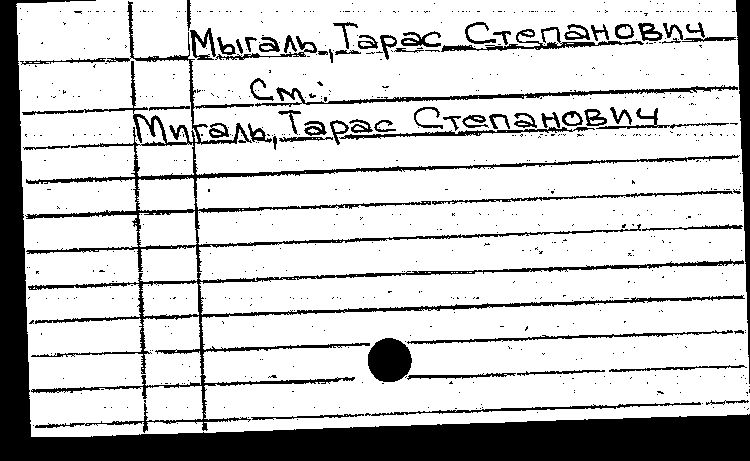 Мыгаль, Тарас Степанович
См.:
Мигаль, Тарас Степанович